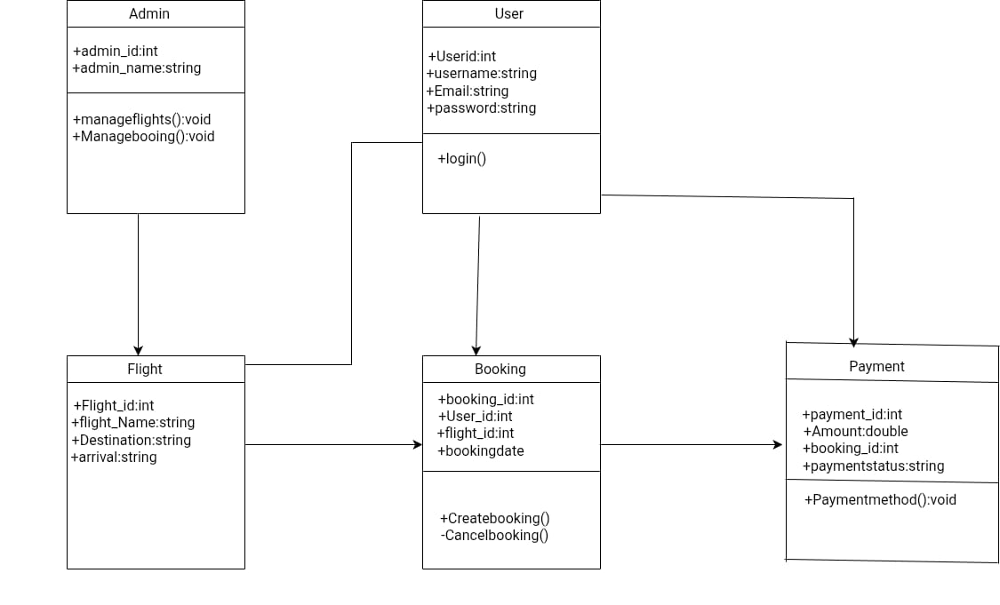 Admin
+admin_id:int
+admin_name:string
+manageflights():void
+Managebooing():void
User
+Userid:int
+username:string
+Email:string
+password:string
+login()
Flight
+Flight_id:int
+flight_Name:string
+Destination:string
+arrival:string
Booking
+booking_id:int
+User_id:int
+flight_id:int
+bookingdate
+Createbooking()
-Cancelbooking()
Payment
+payment_id:int
+Amount:double
+booking_id:int
+paymentstatus:string
+Paymentmethod():void